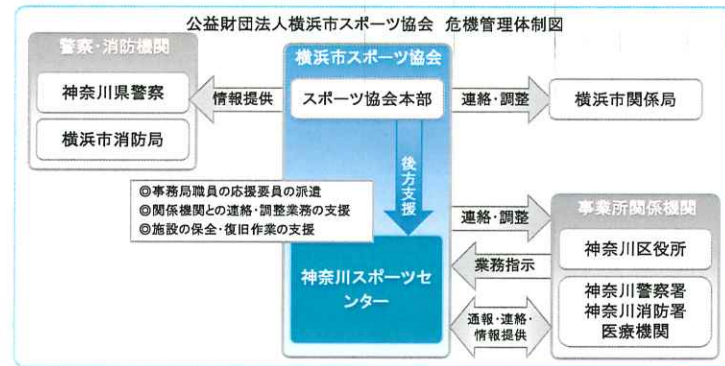 公益財団法人横浜市スポーツ協会 危機管理体制図
警察・消防機関
神奈川県警察
横浜市消防局
情報提供
横浜市スポーツ協会
スポーツ協会本部
連絡・調整
横浜市関係局
後方支援
◎事務局職員の応援要員の派遣
◎関係機関との連絡・調整業務の支援
◎施設の保全・復旧作業の支援
神奈川スポーツセ
ンター
連絡・調整
業務指示
通報・連絡・
情報提供
事業所関係機関
神奈川区役所
神奈川警察署
神奈川消防署
医療機関